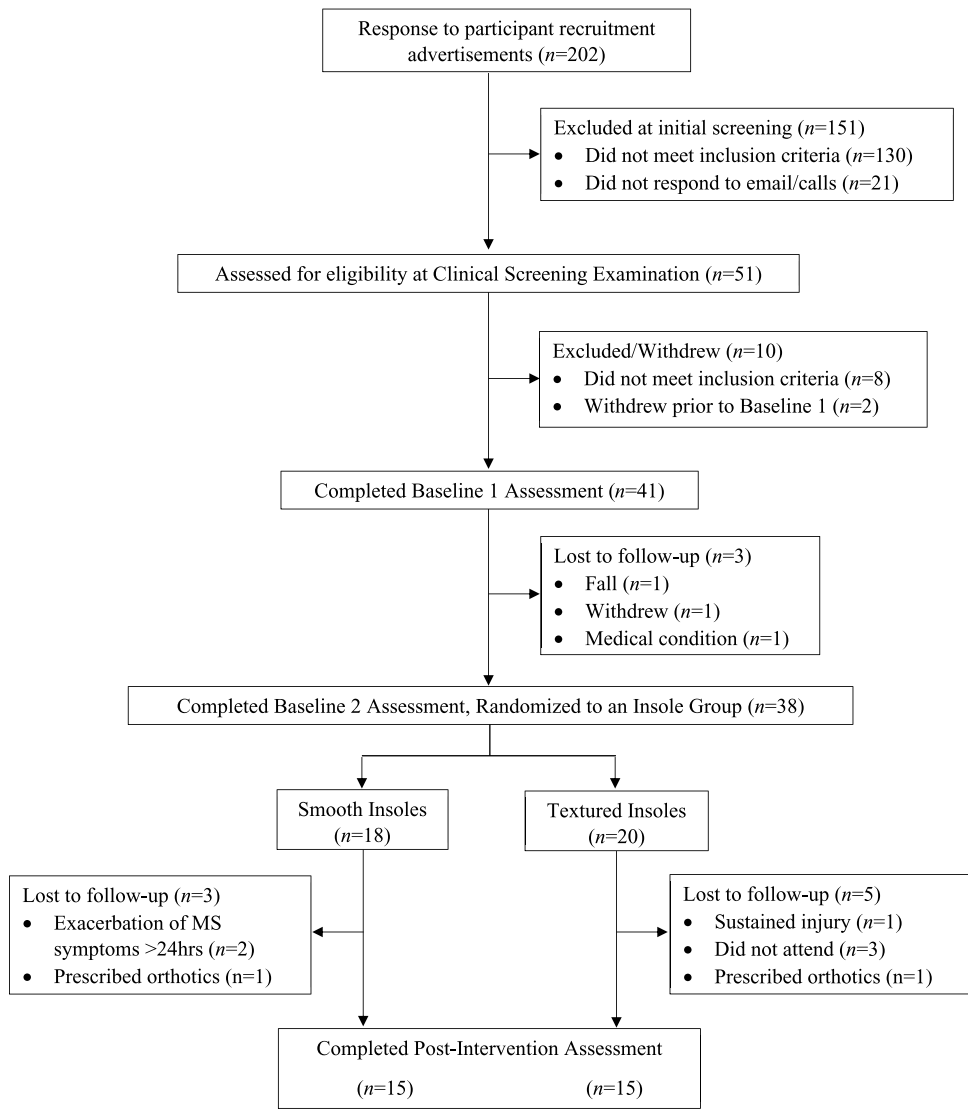 Response to participant recruitment
advertisements (n=202)
Excluded at initial screening (n=151)
• Did not meet inclusion criteria (n=130)
• Did not respond to email/calls (n=21)
Assessed for eligibility at Clinical Screening Examination (n=51)
Excluded/Withdrew (n=10)
• Did not meet inclusion criteria (n=8)
• Withdrew prior to Baseline 1 (n=2)
Completed Baseline 1 Assessment (n=41)
Lost to follow-up (n=3)
• Fall (n=1)
• Withdrew (n=1)
• Medical condition (n=1)
Completed Baseline 2 Assessment, Randomized to an Insole Group (n=38)
Smooth Insoles
(n=18)
Textured Insoles
(n=20)
Lost to follow-up (n=3)
• Exacerbation of MS
symptoms >24hrs (n=2)
• Prescribed orthotics (n=1)
Lost to follow-up (n=5)
• Sustained injury (n=1)
• Did not attend (n=3)
• Prescribed orthotics (n=1)
Completed Post-Intervention Assessment
(n=15) (n=15)